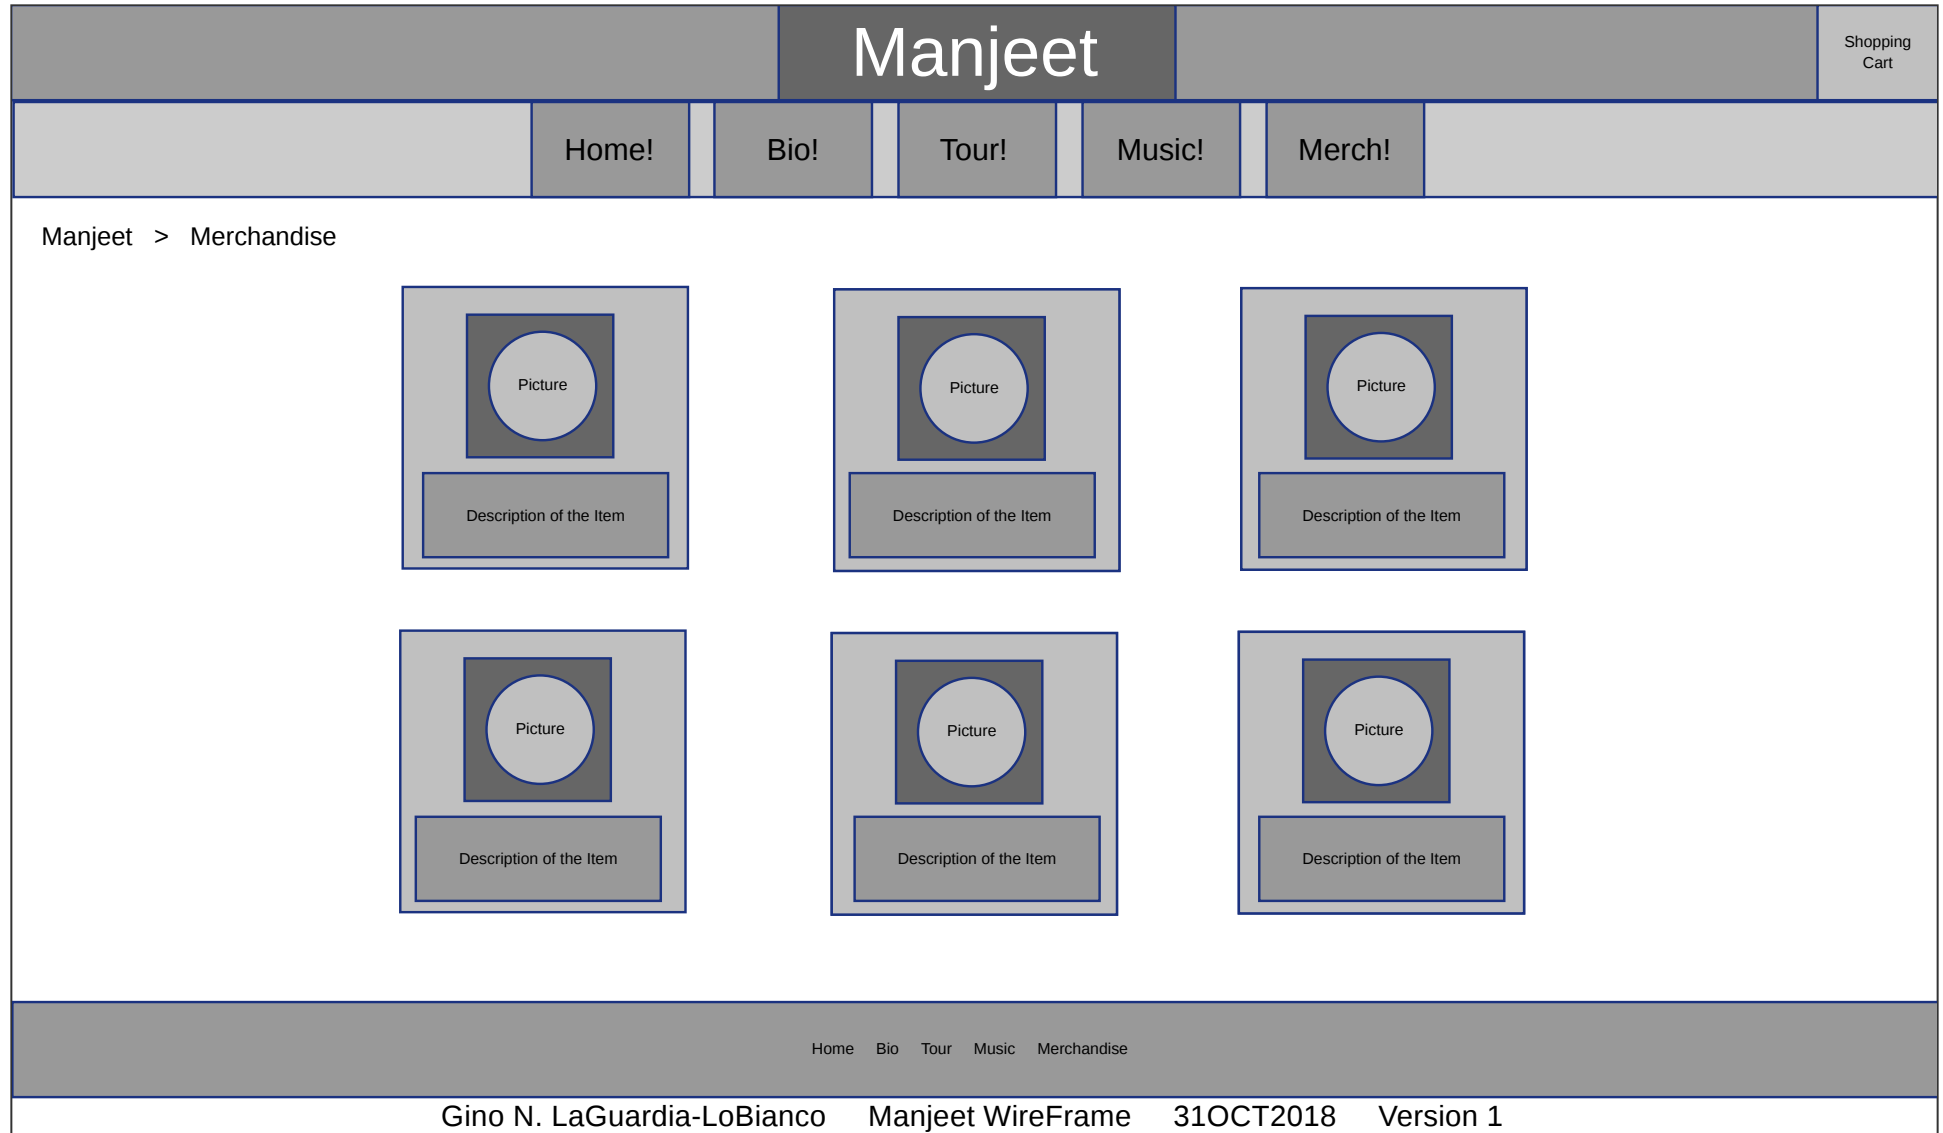 Manjeet
Shopping
Cart
Home! Bio! Tour! Music! Merch!
Manjeet > Merchandise
Picture Picture Picture
Description of the Item Description of the Item Description of the Item
Picture Picture Picture
Description of the Item Description of the Item Description of the Item
Home Bio Tour Music Merchandise
Gino N. LaGuardia-LoBianco Manjeet WireFrame 31OCT2018 Version 1